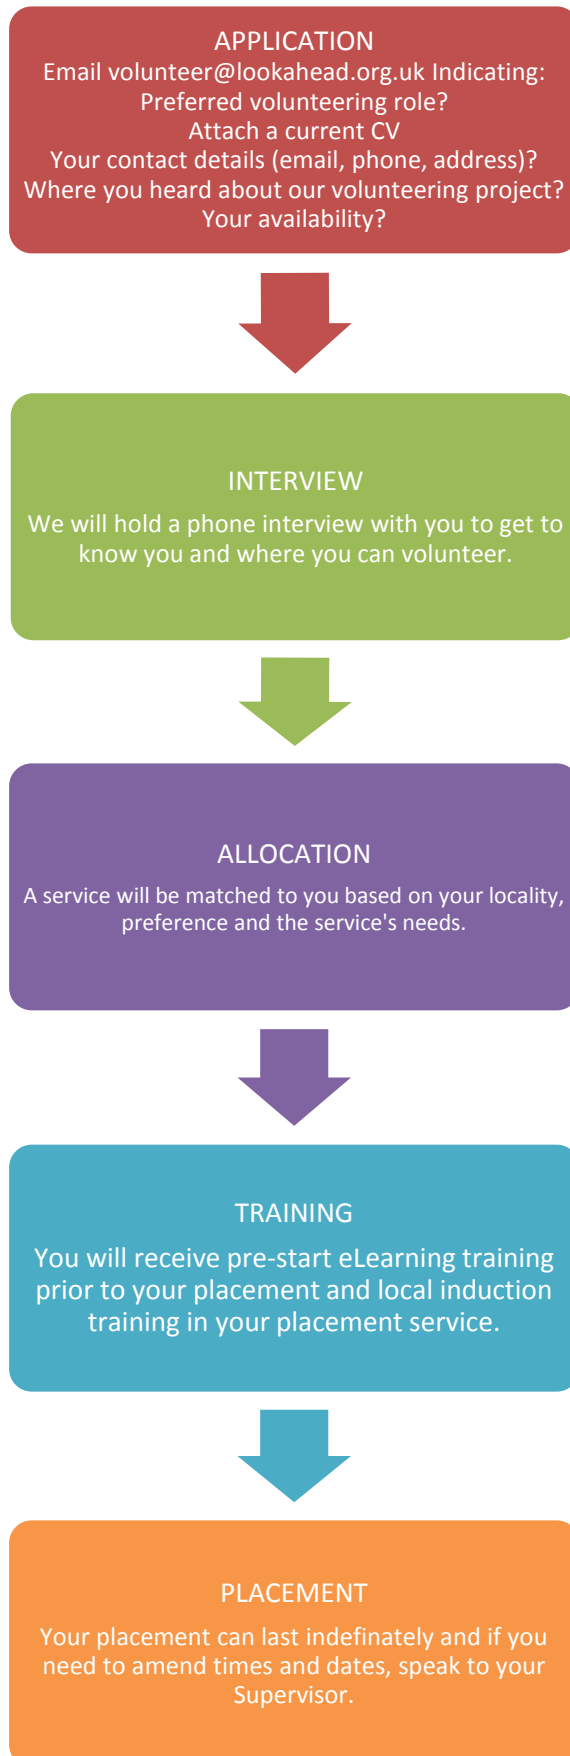 APPLICATION
Email volunteer@lookahead.org.uk Indicating:
Preferred volunteering role?
Attach a current CV
Your contact details (email, phone, address)?
Where you heard about our volunteering project?
Your availability?
INTERVIEW
We will hold a phone interview with you to get to
know you and where you can volunteer.
ALLOCATION
A service will be matched to you based on your locality,
preference and the service's needs.
TRAINING
You will receive pre-start eLearning training
prior to your placement and local induction
training in your placement service.
PLACEMENT
Your placement can last indefinately and if you
need to amend times and dates, speak to your
Supervisor.